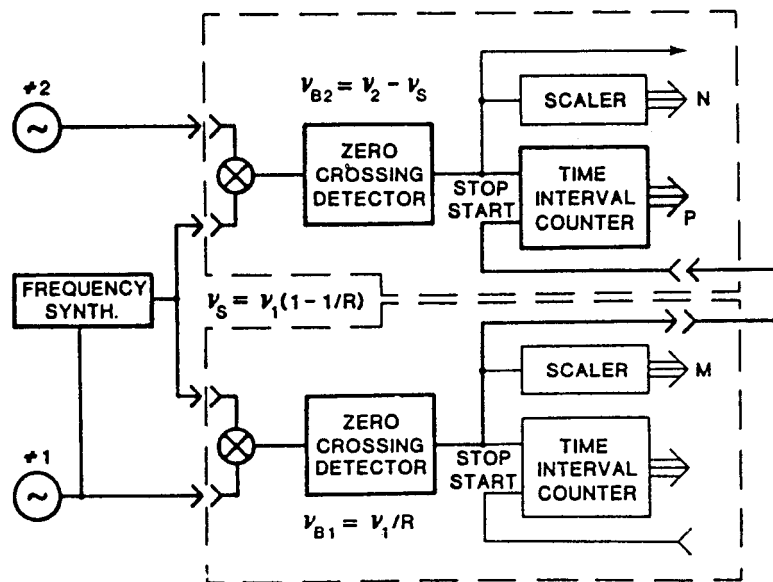 ≠2
~
ν_B2 = ν_2 − ν_S
SCALER
N
ZERO
CROSSING
DETECTOR
STOP
START
TIME
INTERVAL
COUNTER
P
FREQUENCY
SYNTH.
ν_S = ν_1(1 - 1/R)
SCALER
M
ZERO
CROSSING
DETECTOR
STOP
START
TIME
INTERVAL
COUNTER
≠1
~
ν_B1 = ν_1/R